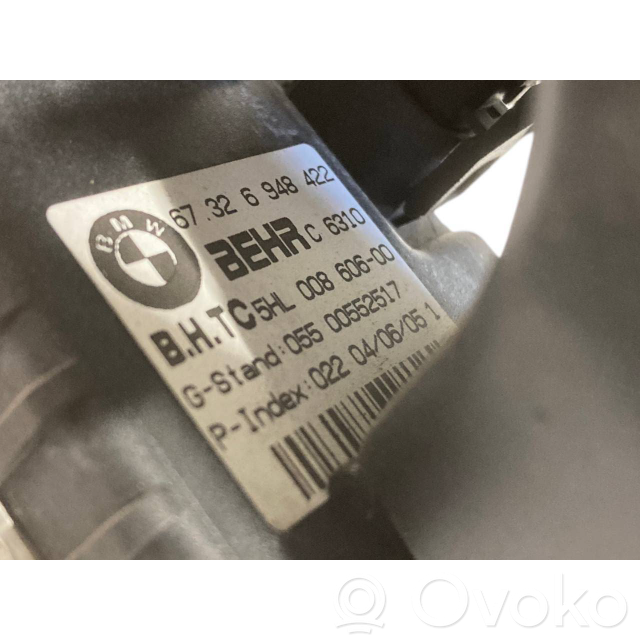 BMW
67.32 6 948 422
BEHR C 6310
B.H.TC 5HL 008 606-00
G-Stand:055 00552517
P-Index:022 04/06/05 1
Ovoko